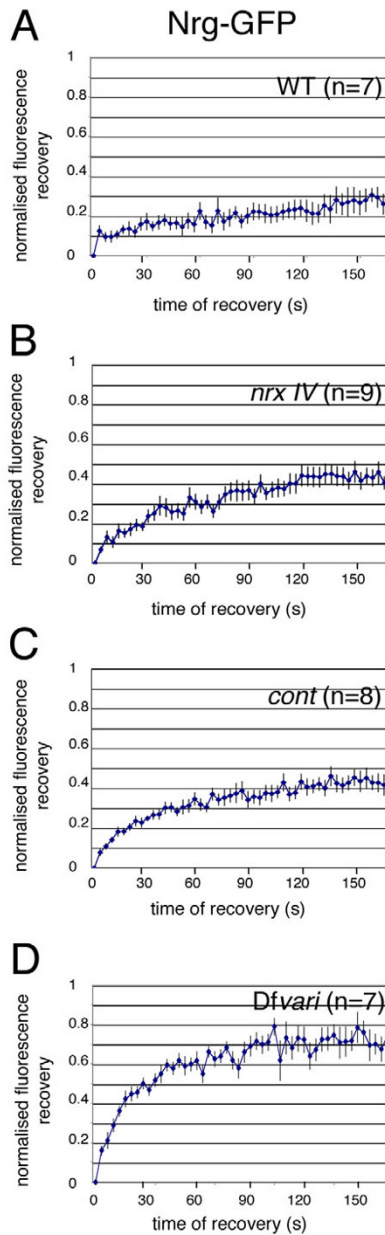 A
Nrg-GFP
WT (n=7)
normalised fluorescence
recovery
1
0.8
0.6
0.4
0.2
0
0 30 60 90 120 150
time of recovery (s)
B
nrx IV (n=9)
normalised fluorescence
recovery
1
0.8
0.6
0.4
0.2
0
0 30 60 90 120 150
time of recovery (s)
C
cont (n=8)
normalised fluorescence
recovery
1
0.8
0.6
0.4
0.2
0
0 30 60 90 120 150
time of recovery (s)
D
Dfvari (n=7)
normalised fluorescence
recovery
1
0.8
0.6
0.4
0.2
0
0 30 60 90 120 150
time of recovery (s)